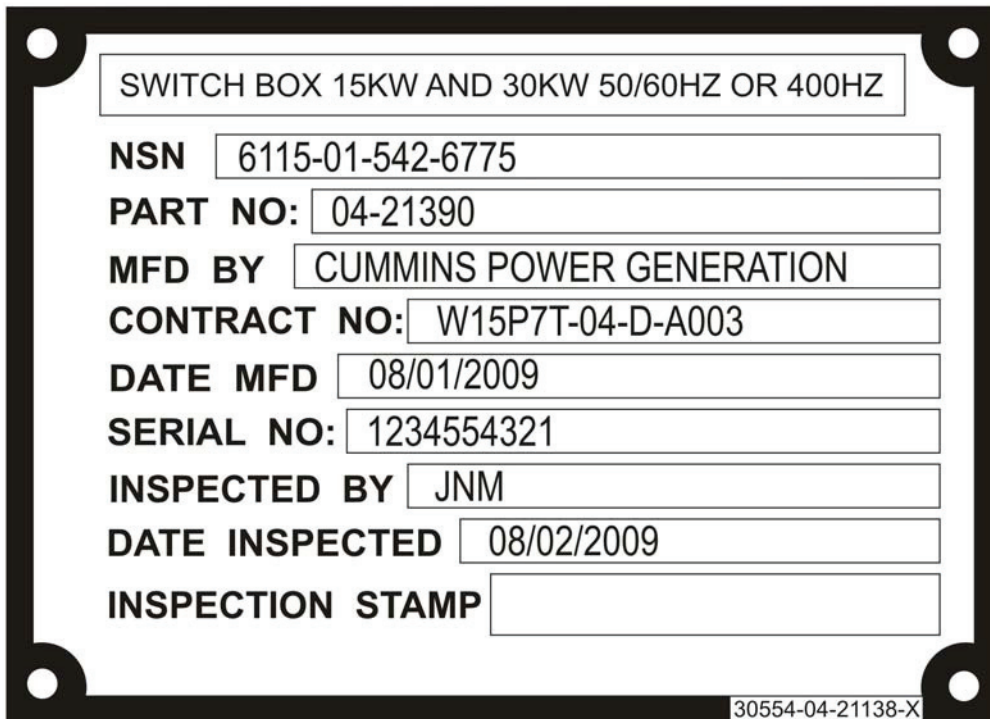 SWITCH BOX 15KW AND 30KW 50/60HZ OR 400HZ
NSN 6115-01-542-6775
PART NO: 04-21390
MFD BY CUMMINS POWER GENERATION
CONTRACT NO: W15P7T-04-D-A003
DATE MFD 08/01/2009
SERIAL NO: 1234554321
INSPECTED BY JNM
DATE INSPECTED 08/02/2009
INSPECTION STAMP
30554-04-21138-X